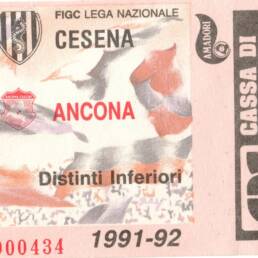 FIGC LEGA NAZIONALE
CESENA
ANCONA
Distinti Inferiori
000434
1991-92
AMADORI
CASSA DI